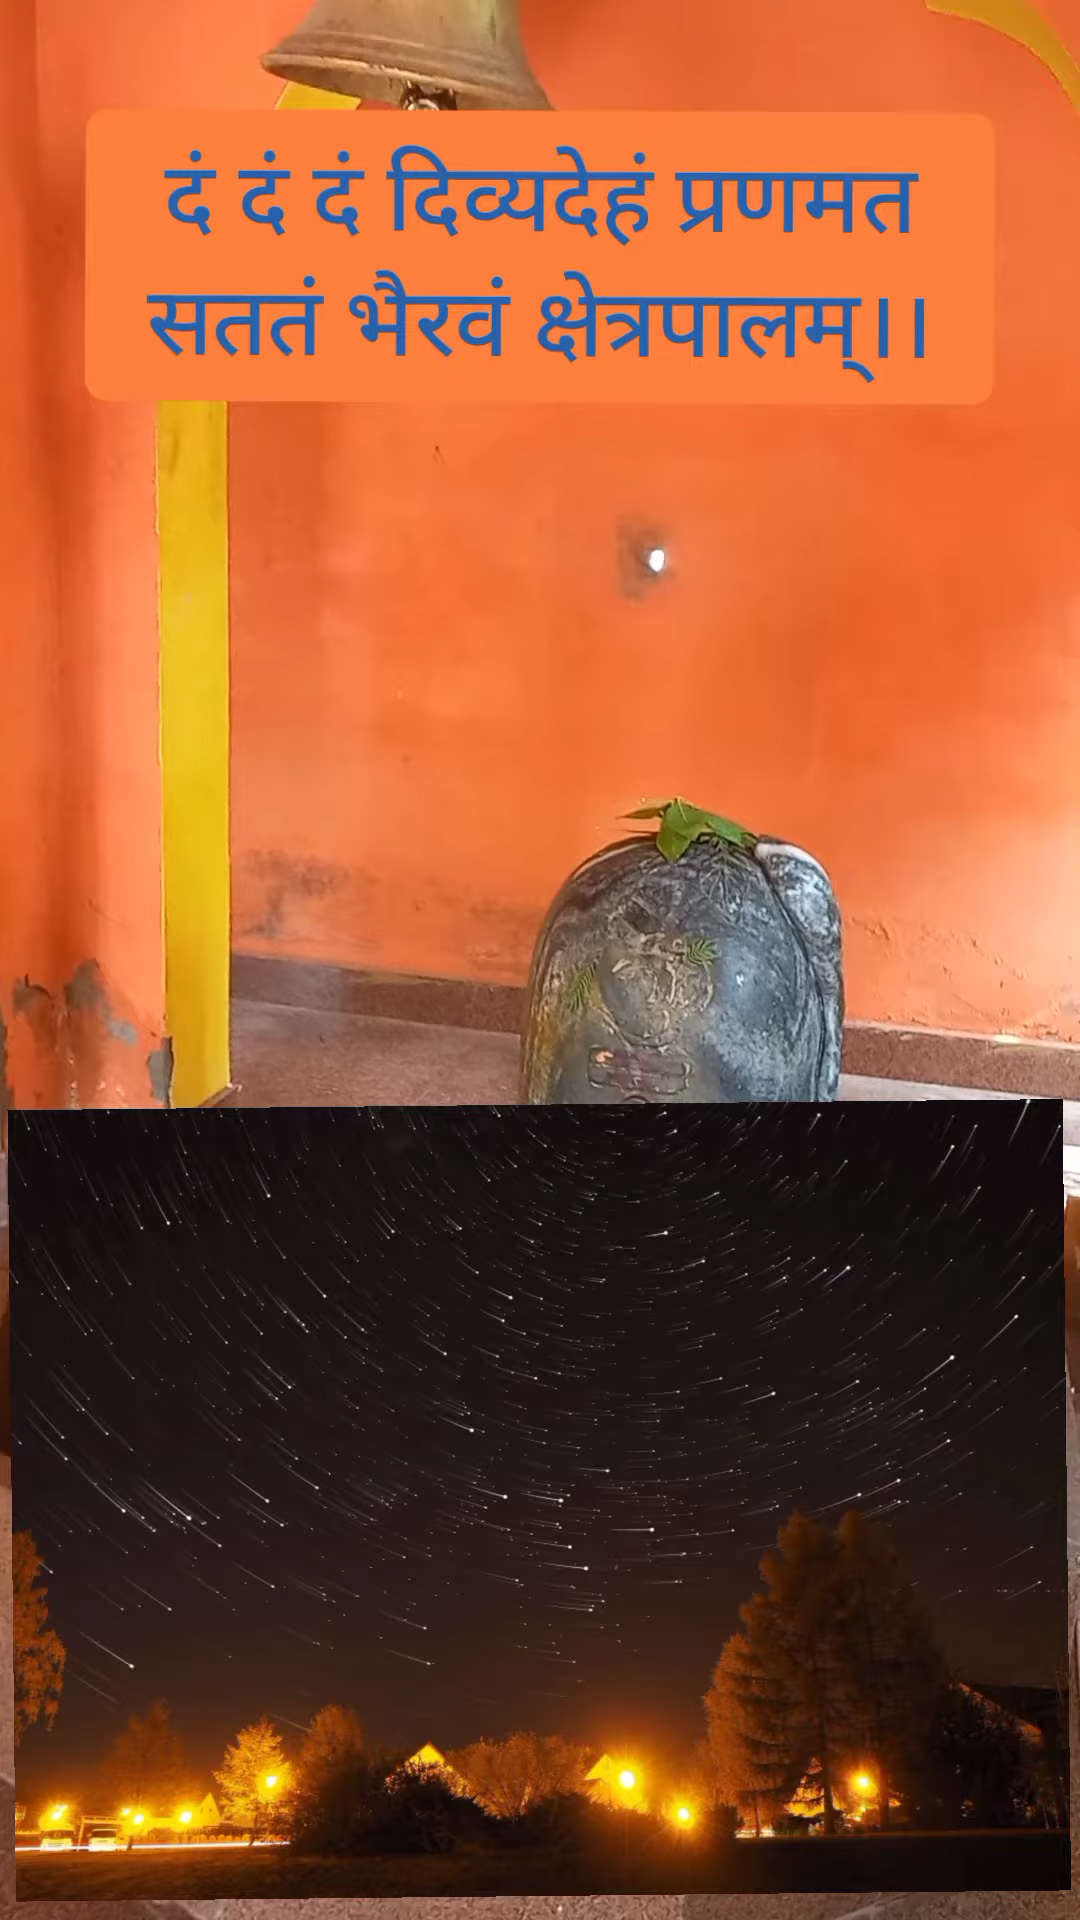 दं दं दं दिव्यदेहं प्रणमत
सततं भैरवं क्षेत्रपालम्।।